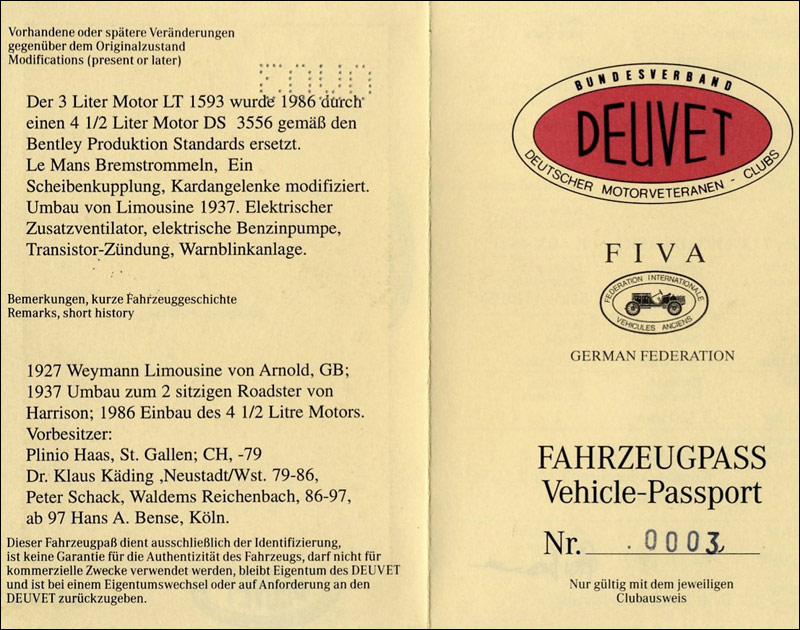 Vorhandene oder spätere Veränderungen
gegenüber dem Originalzustand
Modifications (present or later)
Der 3 Liter Motor LT 1593 wurde 1986 durch
einen 4 1/2 Liter Motor DS 3556 gemäß den
Bentley Produktion Standards ersetzt.
Le Mans Bremstrommeln, Ein
Scheibenkupplung, Kardangelenke modifiziert.
Umbau von Limousine 1937. Elektrischer
Zusatzventilator, elektrische Benzinpumpe,
Transistor-Zündung, Warnblinkanlage.
Bemerkungen, kurze Fahrzeuggeschichte
Remarks, short history
1927 Weymann Limousine von Arnold, GB;
1937 Umbau zum 2 sitzigen Roadster von
Harrison; 1986 Einbau des 4 1/2 Litre Motors.
Vorbesitzer:
Plinio Haas, St. Gallen; CH, -79
Dr. Klaus Käding ,Neustadt/Wst. 79-86,
Peter Schack, Waldems Reichenbach, 86-97,
ab 97 Hans A. Bense, Köln.
Dieser Fahrzeugpaß dient ausschließlich der Identifizierung,
ist keine Garantie für die Authentizität des Fahrzeugs, darf nicht für
kommerzielle Zwecke verwendet werden, bleibt Eigentum des DEUVET
und ist bei einem Eigentumswechsel oder auf Anforderung an den
DEUVET zurückzugeben.
BUNDESVERBAND
DEUVET
DEUTSCHER MOTORVETERANEN - CLUBS
FIVA
FEDERATION INTERNATIONALE
VEHICULES ANCIENS
GERMAN FEDERATION
FAHRZEUGPASS
Vehicle-Passport
Nr. 0003
Nur gültig mit dem jeweiligen
Clubausweis